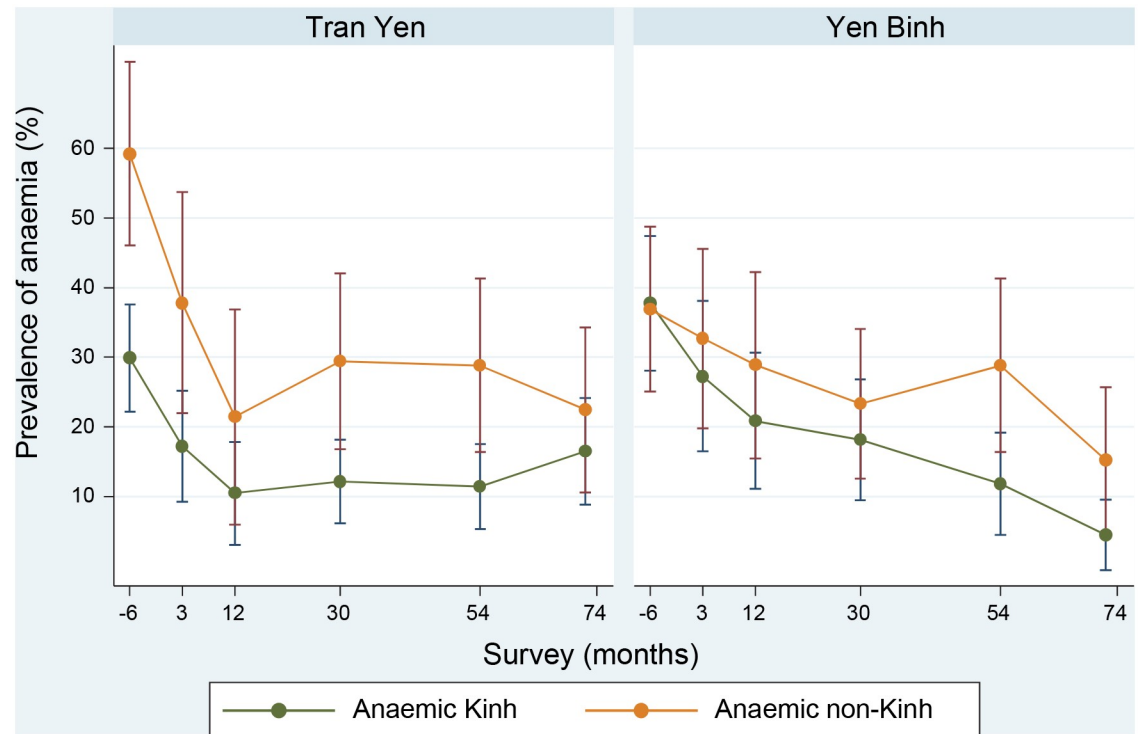 Tran Yen
Yen Binh
Prevalence of anaemia (%)
60
50
40
30
20
10
-6 3 12 30 54 74
-6 3 12 30 54 74
Survey (months)
Anaemic Kinh
Anaemic non-Kinh